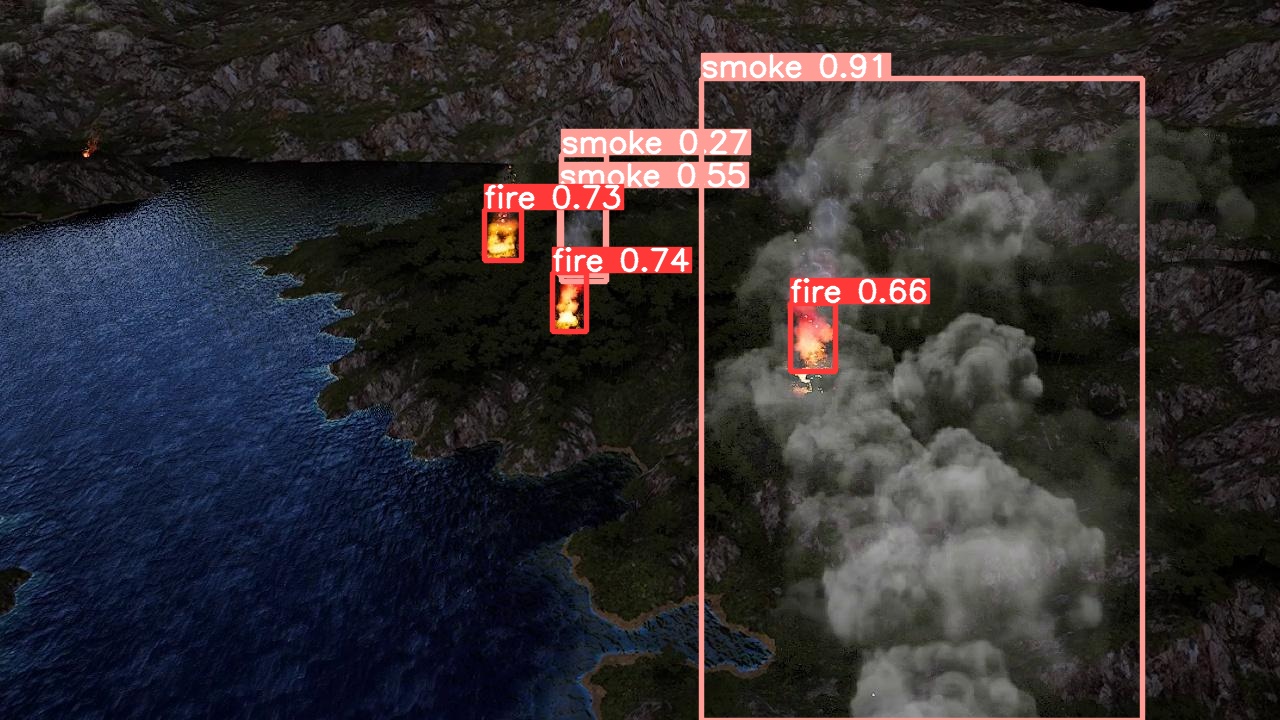 smoke 0.91
smoke 0.27
smoke 0.55
fire 0.73
fire 0.74
fire 0.66